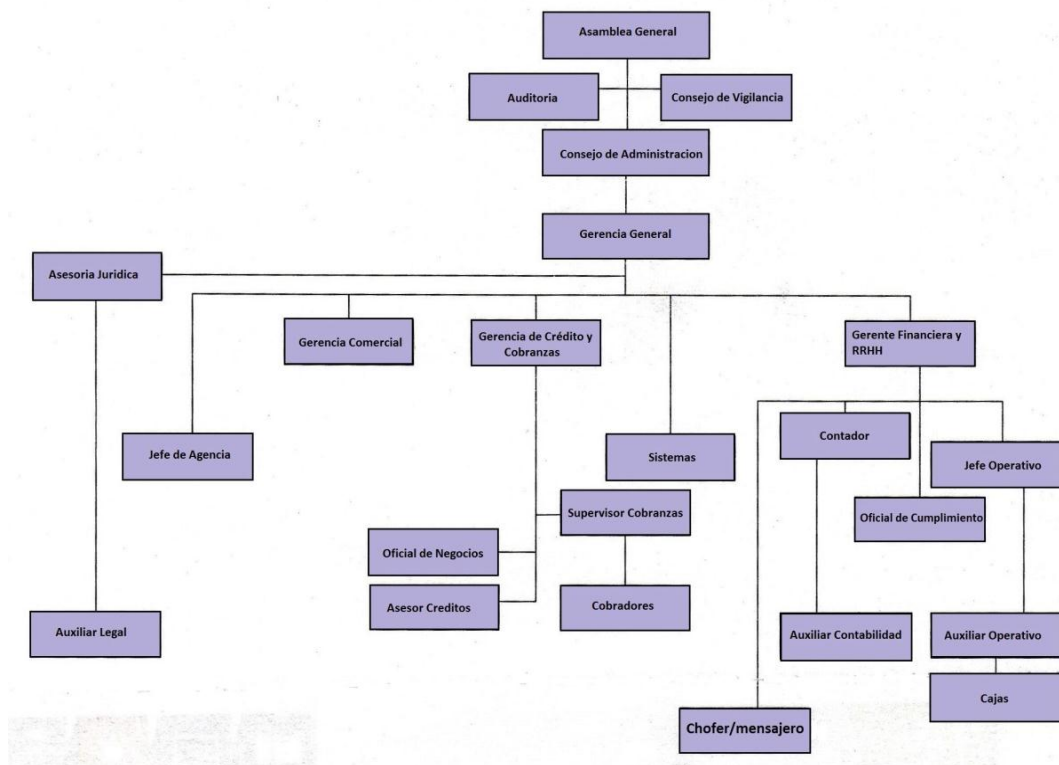 Asamblea General
Auditoria
Consejo de Vigilancia
Consejo de Administracion
Gerencia General
Asesoria Juridica
Gerencia Comercial
Gerencia de Crédito y
Cobranzas
Gerente Financiera y
RRHH
Jefe de Agencia
Sistemas
Contador
Jefe Operativo
Supervisor Cobranzas
Oficial de Cumplimiento
Oficial de Negocios
Asesor Creditos
Cobradores
Auxiliar Legal
Auxiliar Contabilidad
Auxiliar Operativo
Cajas
Chofer/mensajero